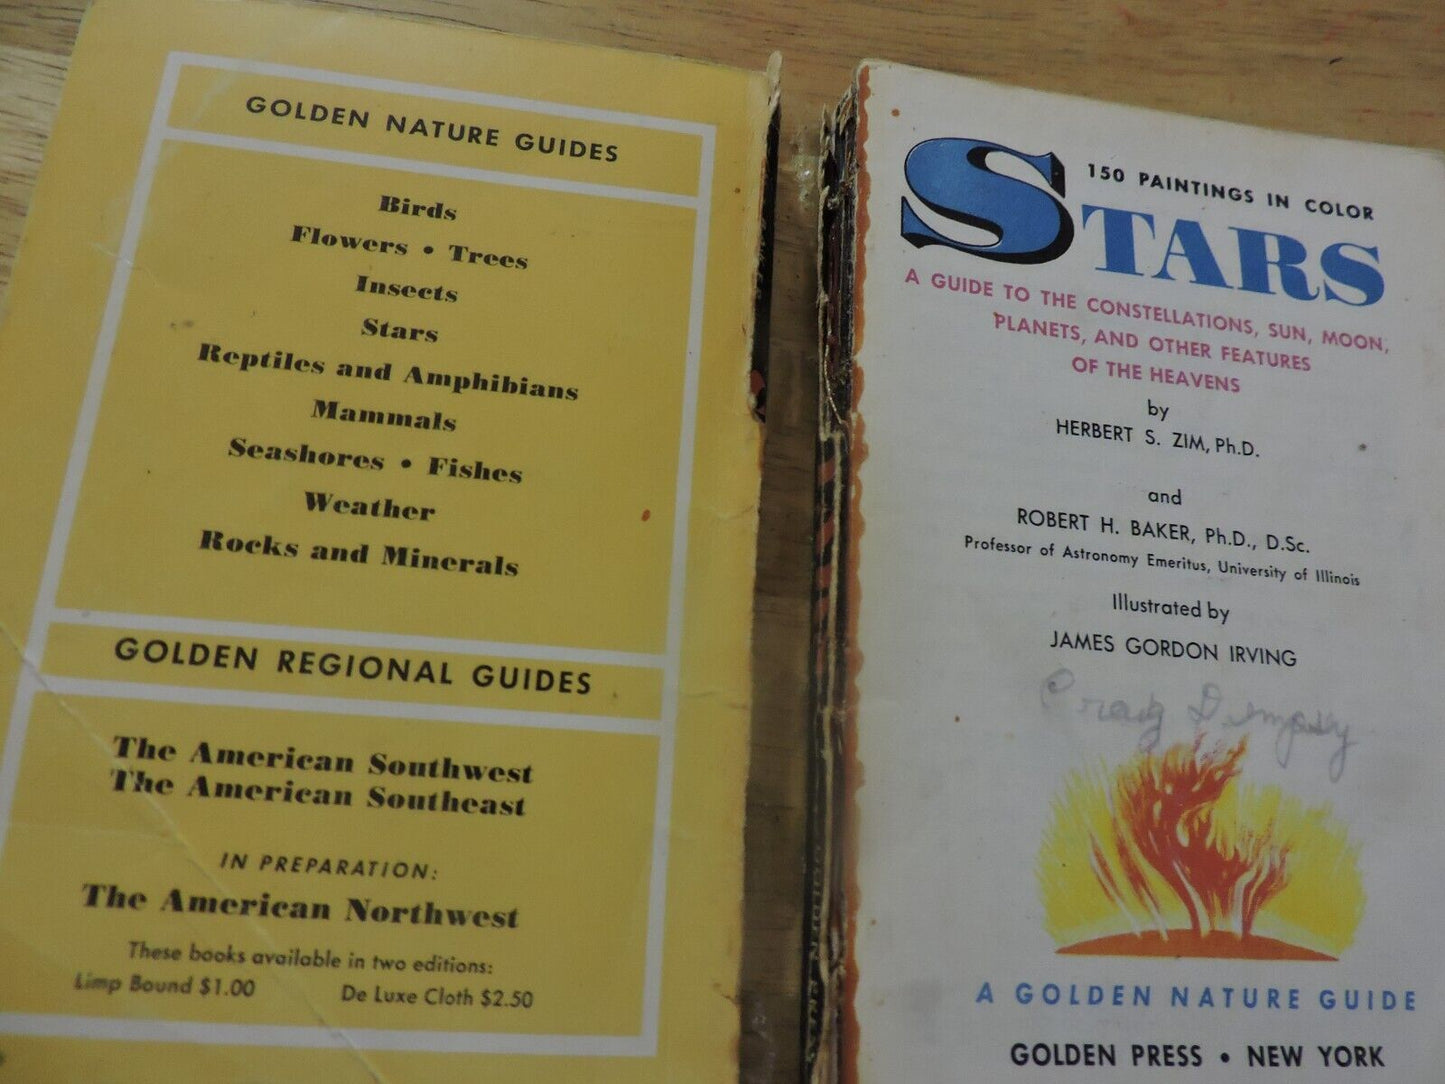 GOLDEN NATURE GUIDES
Birds
Flowers • Trees
Insects
Stars
Reptiles and Amphibians
Mammals
Seashores • Fishes
Weather
Rocks and Minerals
GOLDEN REGIONAL GUIDES
The American Southwest
The American Southeast
IN PREPARATION:
The American Northwest
These books available in two editions:
Limp Bound $1.00 De Luxe Cloth $2.50
150 PAINTINGS IN COLOR
STARS
A GUIDE TO THE CONSTELLATIONS, SUN, MOON,
PLANETS, AND OTHER FEATURES
OF THE HEAVENS
by
HERBERT S. ZIM, Ph.D.
and
ROBERT H. BAKER, Ph.D., D.Sc.
Professor of Astronomy Emeritus, University of Illinois
Illustrated by
JAMES GORDON IRVING
Craig
A GOLDEN NATURE GUIDE
GOLDEN PRESS • NEW YORK